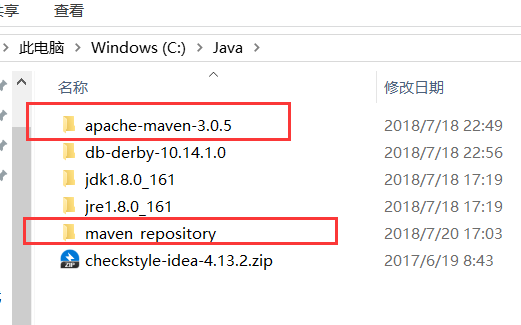 享 查看
此电脑 > Windows (C:) > Java >
名称 修改日期
apache-maven-3.0.5 2018/7/18 22:49
db-derby-10.14.1.0 2018/7/18 22:56
jdk1.8.0_161 2018/7/18 17:19
jre1.8.0_161 2018/7/18 17:19
maven_repository 2018/7/20 17:03
ZIP checkstyle-idea-4.13.2.zip 2017/6/19 8:43